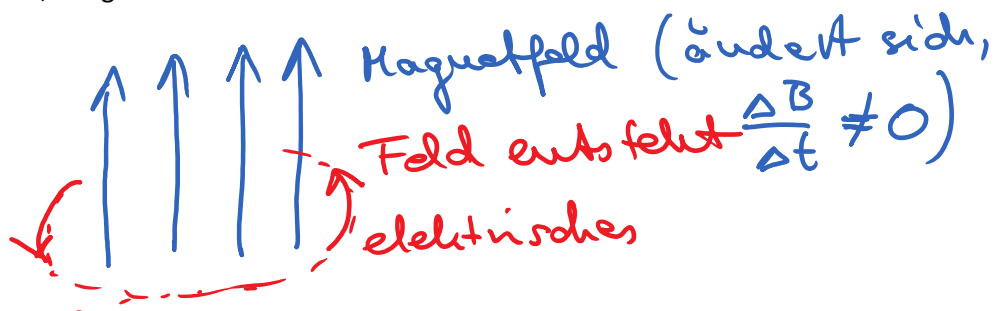 Magnetfeld (ändert sich,
ΔB/Δt ≠ 0)
Feld entsteht
elektrisches